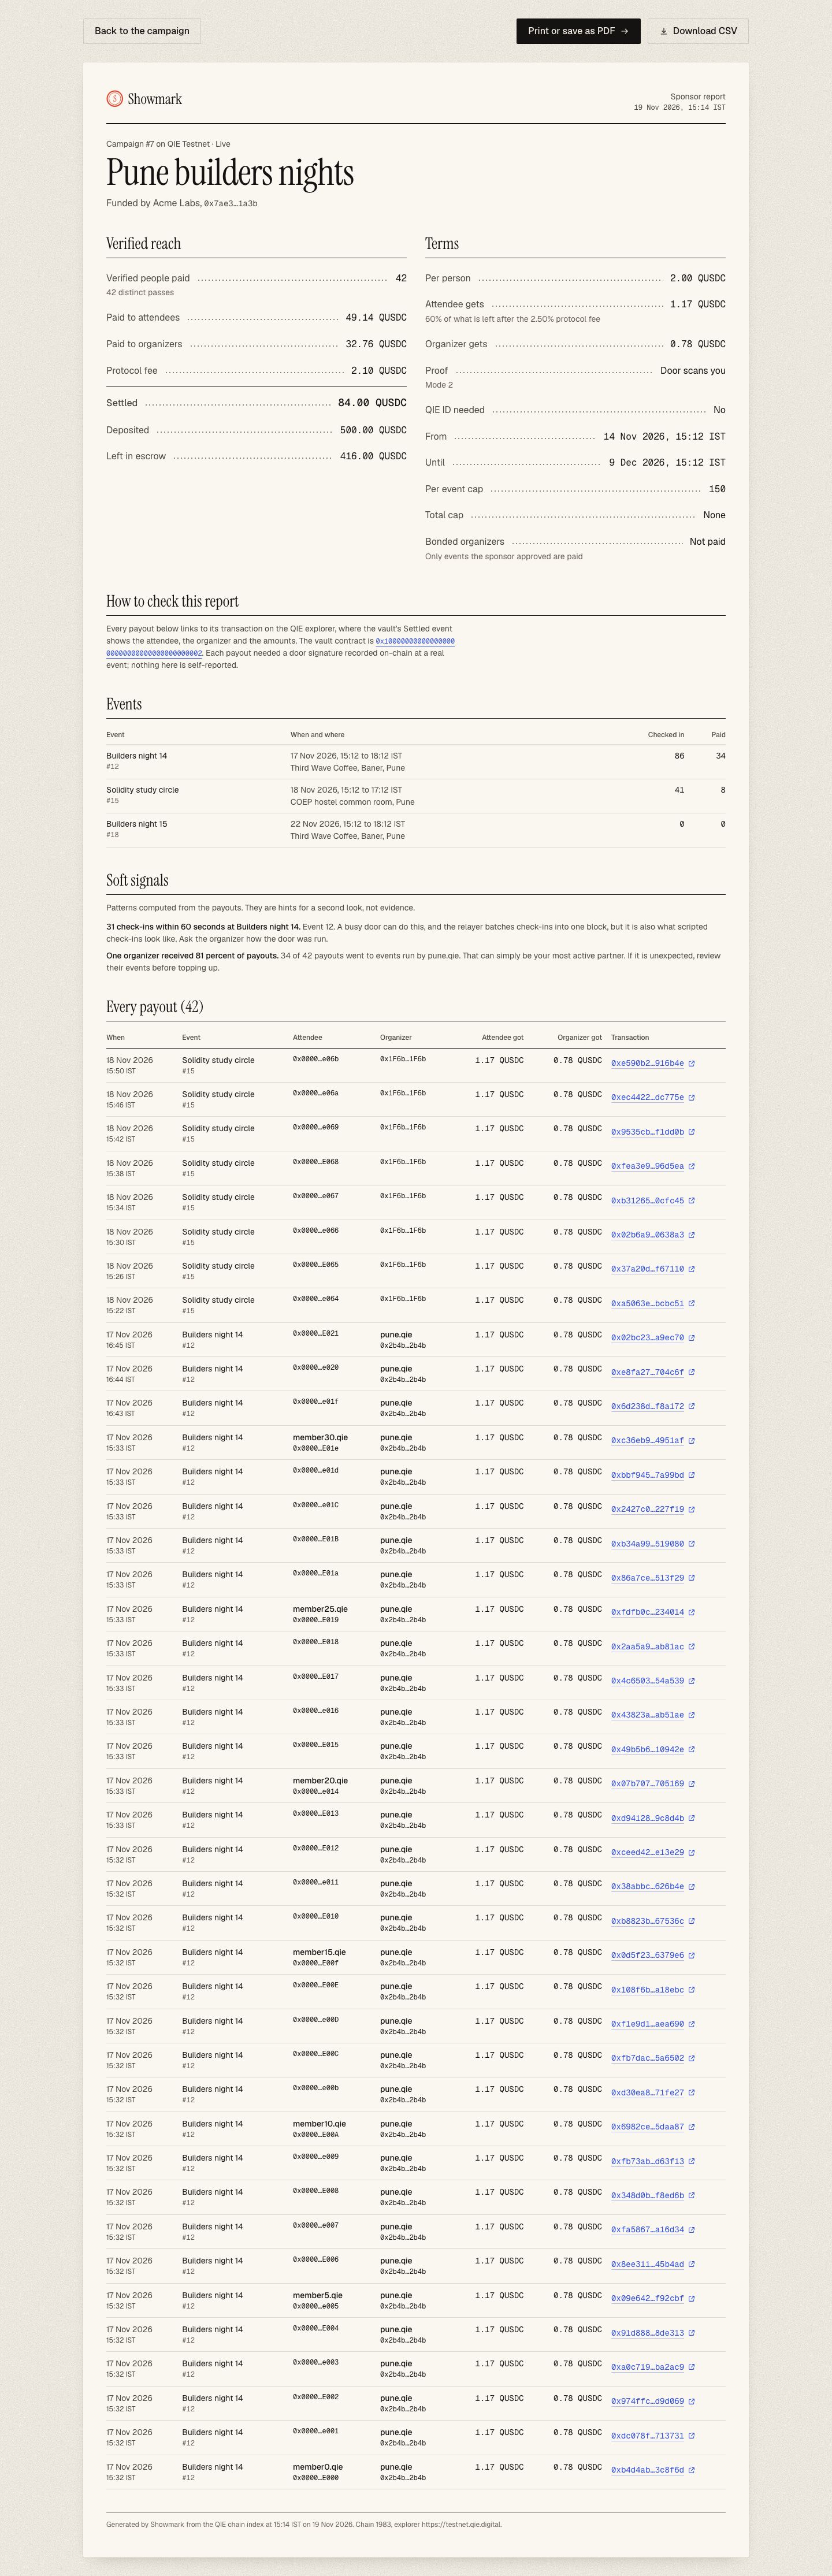 Back to the campaign
Print or save as PDF →
Download CSV
Showmark
Sponsor report
19 Nov 2026, 15:14 IST
Campaign #7 on QIE Testnet · Live
Pune builders nights
Funded by Acme Labs, 0x7ae3…1a3b
Verified reach
Verified people paid 42
42 distinct passes
Paid to attendees 49.14 QUSDC
Paid to organizers 32.76 QUSDC
Protocol fee 2.10 QUSDC
Settled 84.00 QUSDC
Deposited 500.00 QUSDC
Left in escrow 416.00 QUSDC
Terms
Per person 2.00 QUSDC
Attendee gets 1.17 QUSDC
60% of what is left after the 2.50% protocol fee
Organizer gets 0.78 QUSDC
Proof Door scans you
Mode 2
QIE ID needed No
From 14 Nov 2026, 15:12 IST
Until 9 Dec 2026, 15:12 IST
Per event cap 150
Total cap None
Bonded organizers Not paid
Only events the sponsor approved are paid
How to check this report
Every payout below links to its transaction on the QIE explorer, where the vault's Settled event
shows the attendee, the organizer and the amounts. The vault contract is
Each payout needed a door signature recorded on-chain at a real
event; nothing here is self-reported.
Events
Event When and where Checked in Paid
Builders night 14 17 Nov 2026, 15:12 to 18:12 IST 86 34
#12 Third Wave Coffee, Baner, Pune
Solidity study circle 18 Nov 2026, 15:12 to 17:12 IST 41 8
#15 COEP hostel common room, Pune
Builders night 15 22 Nov 2026, 15:12 to 18:12 IST 0 0
#18 Third Wave Coffee, Baner, Pune
Soft signals
Patterns computed from the payouts. They are hints for a second look, not evidence.
31 check-ins within 60 seconds at Builders night 14. Event 12. A busy door can do this, and the relayer batches check-ins into one block, but it is also what scripted
check-ins look like. Ask the organizer how the door was run.
One organizer received 81 percent of payouts. 34 of 42 payouts went to events run by pune.qie. That can simply be your most active partner. If it is unexpected, review
their events before topping up.
Every payout (42)
When Event Attendee Organizer Attendee got Organizer got Transaction
18 Nov 2026 Solidity study circle 0x0000…e06b 0x1F6b…1F6b 1.17 QUSDC 0.78 QUSDC 0xe590b2…916b4e
15:50 IST #15
18 Nov 2026 Solidity study circle 0x0000…e06a 0x1F6b…1F6b 1.17 QUSDC 0.78 QUSDC 0xec4422…dc775e
15:46 IST #15
18 Nov 2026 Solidity study circle 0x0000…e069 0x1F6b…1F6b 1.17 QUSDC 0.78 QUSDC 0x9535cb…f1dd0b
15:42 IST #15
18 Nov 2026 Solidity study circle 0x0000…E068 0x1F6b…1F6b 1.17 QUSDC 0.78 QUSDC 0xfea3e9…96d5ea
15:38 IST #15
18 Nov 2026 Solidity study circle 0x0000…e067 0x1F6b…1F6b 1.17 QUSDC 0.78 QUSDC 0xb31265…0cfc45
15:34 IST #15
18 Nov 2026 Solidity study circle 0x0000…e066 0x1F6b…1F6b 1.17 QUSDC 0.78 QUSDC 0x02b6a9…0638a3
15:30 IST #15
18 Nov 2026 Solidity study circle 0x0000…E065 0x1F6b…1F6b 1.17 QUSDC 0.78 QUSDC 0x37a20d…f67110
15:26 IST #15
18 Nov 2026 Solidity study circle 0x0000…e064 0x1F6b…1F6b 1.17 QUSDC 0.78 QUSDC 0xa5063e…bcbc51
15:22 IST #15
17 Nov 2026 Builders night 14 0x0000…E021 pune.qie 1.17 QUSDC 0.78 QUSDC 0x02bc23…a9ec70
16:45 IST #12 0x2b4b…2b4b
17 Nov 2026 Builders night 14 0x0000…e020 pune.qie 1.17 QUSDC 0.78 QUSDC 0xe8fa27…704c6f
16:44 IST #12 0x2b4b…2b4b
17 Nov 2026 Builders night 14 0x0000…e01f pune.qie 1.17 QUSDC 0.78 QUSDC 0x6d238d…f8a172
16:43 IST #12 0x2b4b…2b4b
17 Nov 2026 Builders night 14 member30.qie pune.qie 1.17 QUSDC 0.78 QUSDC 0xc36eb9…4951af
15:33 IST #12 0x0000…E01e 0x2b4b…2b4b
17 Nov 2026 Builders night 14 0x0000…e01d pune.qie 1.17 QUSDC 0.78 QUSDC 0xbbf945…7a99bd
15:33 IST #12 0x2b4b…2b4b
17 Nov 2026 Builders night 14 0x0000…e01C pune.qie 1.17 QUSDC 0.78 QUSDC 0x2427c0…227f19
15:33 IST #12 0x2b4b…2b4b
17 Nov 2026 Builders night 14 0x0000…E01B pune.qie 1.17 QUSDC 0.78 QUSDC 0xb34a99…519080
15:33 IST #12 0x2b4b…2b4b
17 Nov 2026 Builders night 14 0x0000…E01a pune.qie 1.17 QUSDC 0.78 QUSDC 0x86a7ce…513f29
15:33 IST #12 0x2b4b…2b4b
17 Nov 2026 Builders night 14 member25.qie pune.qie 1.17 QUSDC 0.78 QUSDC 0xfdfb0c…234014
15:33 IST #12 0x0000…E019 0x2b4b…2b4b
17 Nov 2026 Builders night 14 0x0000…E018 pune.qie 1.17 QUSDC 0.78 QUSDC 0x2aa5a9…ab81ac
15:33 IST #12 0x2b4b…2b4b
17 Nov 2026 Builders night 14 0x0000…E017 pune.qie 1.17 QUSDC 0.78 QUSDC 0x4c6503…54a539
15:33 IST #12 0x2b4b…2b4b
17 Nov 2026 Builders night 14 0x0000…e016 pune.qie 1.17 QUSDC 0.78 QUSDC 0x43823a…ab51ae
15:33 IST #12 0x2b4b…2b4b
17 Nov 2026 Builders night 14 0x0000…E015 pune.qie 1.17 QUSDC 0.78 QUSDC 0x49b5b6…10942e
15:33 IST #12 0x2b4b…2b4b
17 Nov 2026 Builders night 14 member20.qie pune.qie 1.17 QUSDC 0.78 QUSDC 0x07b707…705169
15:33 IST #12 0x0000…e014 0x2b4b…2b4b
17 Nov 2026 Builders night 14 0x0000…E013 pune.qie 1.17 QUSDC 0.78 QUSDC 0xd94128…9c8d4b
15:33 IST #12 0x2b4b…2b4b
17 Nov 2026 Builders night 14 0x0000…E012 pune.qie 1.17 QUSDC 0.78 QUSDC 0xceed42…e13e29
15:32 IST #12 0x2b4b…2b4b
17 Nov 2026 Builders night 14 0x0000…e011 pune.qie 1.17 QUSDC 0.78 QUSDC 0x38abbc…626b4e
15:32 IST #12 0x2b4b…2b4b
17 Nov 2026 Builders night 14 0x0000…E010 pune.qie 1.17 QUSDC 0.78 QUSDC 0xb8823b…67536c
15:32 IST #12 0x2b4b…2b4b
17 Nov 2026 Builders night 14 member15.qie pune.qie 1.17 QUSDC 0.78 QUSDC 0x0d5f23…6379e6
15:32 IST #12 0x0000…E00f 0x2b4b…2b4b
17 Nov 2026 Builders night 14 0x0000…E00E pune.qie 1.17 QUSDC 0.78 QUSDC 0x108f6b…a18ebc
15:32 IST #12 0x2b4b…2b4b
17 Nov 2026 Builders night 14 0x0000…e00D pune.qie 1.17 QUSDC 0.78 QUSDC 0xf1e9d1…aea690
15:32 IST #12 0x2b4b…2b4b
17 Nov 2026 Builders night 14 0x0000…E00C pune.qie 1.17 QUSDC 0.78 QUSDC 0xfb7dac…5a6502
15:32 IST #12 0x2b4b…2b4b
17 Nov 2026 Builders night 14 0x0000…e00b pune.qie 1.17 QUSDC 0.78 QUSDC 0xd30ea8…71fe27
15:32 IST #12 0x2b4b…2b4b
17 Nov 2026 Builders night 14 member10.qie pune.qie 1.17 QUSDC 0.78 QUSDC 0x6982ce…5daa87
15:32 IST #12 0x0000…E00A 0x2b4b…2b4b
17 Nov 2026 Builders night 14 0x0000…e009 pune.qie 1.17 QUSDC 0.78 QUSDC 0xfb73ab…d63f13
15:32 IST #12 0x2b4b…2b4b
17 Nov 2026 Builders night 14 0x0000…E008 pune.qie 1.17 QUSDC 0.78 QUSDC 0x348d0b…f8ed6b
15:32 IST #12 0x2b4b…2b4b
17 Nov 2026 Builders night 14 0x0000…e007 pune.qie 1.17 QUSDC 0.78 QUSDC 0xfa5867…a16d34
15:32 IST #12 0x2b4b…2b4b
17 Nov 2026 Builders night 14 0x0000…E006 pune.qie 1.17 QUSDC 0.78 QUSDC 0x8ee311…45b4ad
15:32 IST #12 0x2b4b…2b4b
17 Nov 2026 Builders night 14 member5.qie pune.qie 1.17 QUSDC 0.78 QUSDC 0x09e642…f92cbf
15:32 IST #12 0x0000…e005 0x2b4b…2b4b
17 Nov 2026 Builders night 14 0x0000…E004 pune.qie 1.17 QUSDC 0.78 QUSDC 0x91d888…8de313
15:32 IST #12 0x2b4b…2b4b
17 Nov 2026 Builders night 14 0x0000…e003 pune.qie 1.17 QUSDC 0.78 QUSDC 0xa0c719…ba2ac9
15:32 IST #12 0x2b4b…2b4b
17 Nov 2026 Builders night 14 0x0000…E002 pune.qie 1.17 QUSDC 0.78 QUSDC 0x974ffc…d9d069
15:32 IST #12 0x2b4b…2b4b
17 Nov 2026 Builders night 14 0x0000…e001 pune.qie 1.17 QUSDC 0.78 QUSDC 0xdc078f…713731
15:32 IST #12 0x2b4b…2b4b
17 Nov 2026 Builders night 14 member0.qie pune.qie 1.17 QUSDC 0.78 QUSDC 0xb4d4ab…3c8f6d
15:32 IST #12 0x0000…E000 0x2b4b…2b4b
Generated by Showmark from the QIE chain index at 15:14 IST on 19 Nov 2026. Chain 1983, explorer https://testnet.qie.digital.